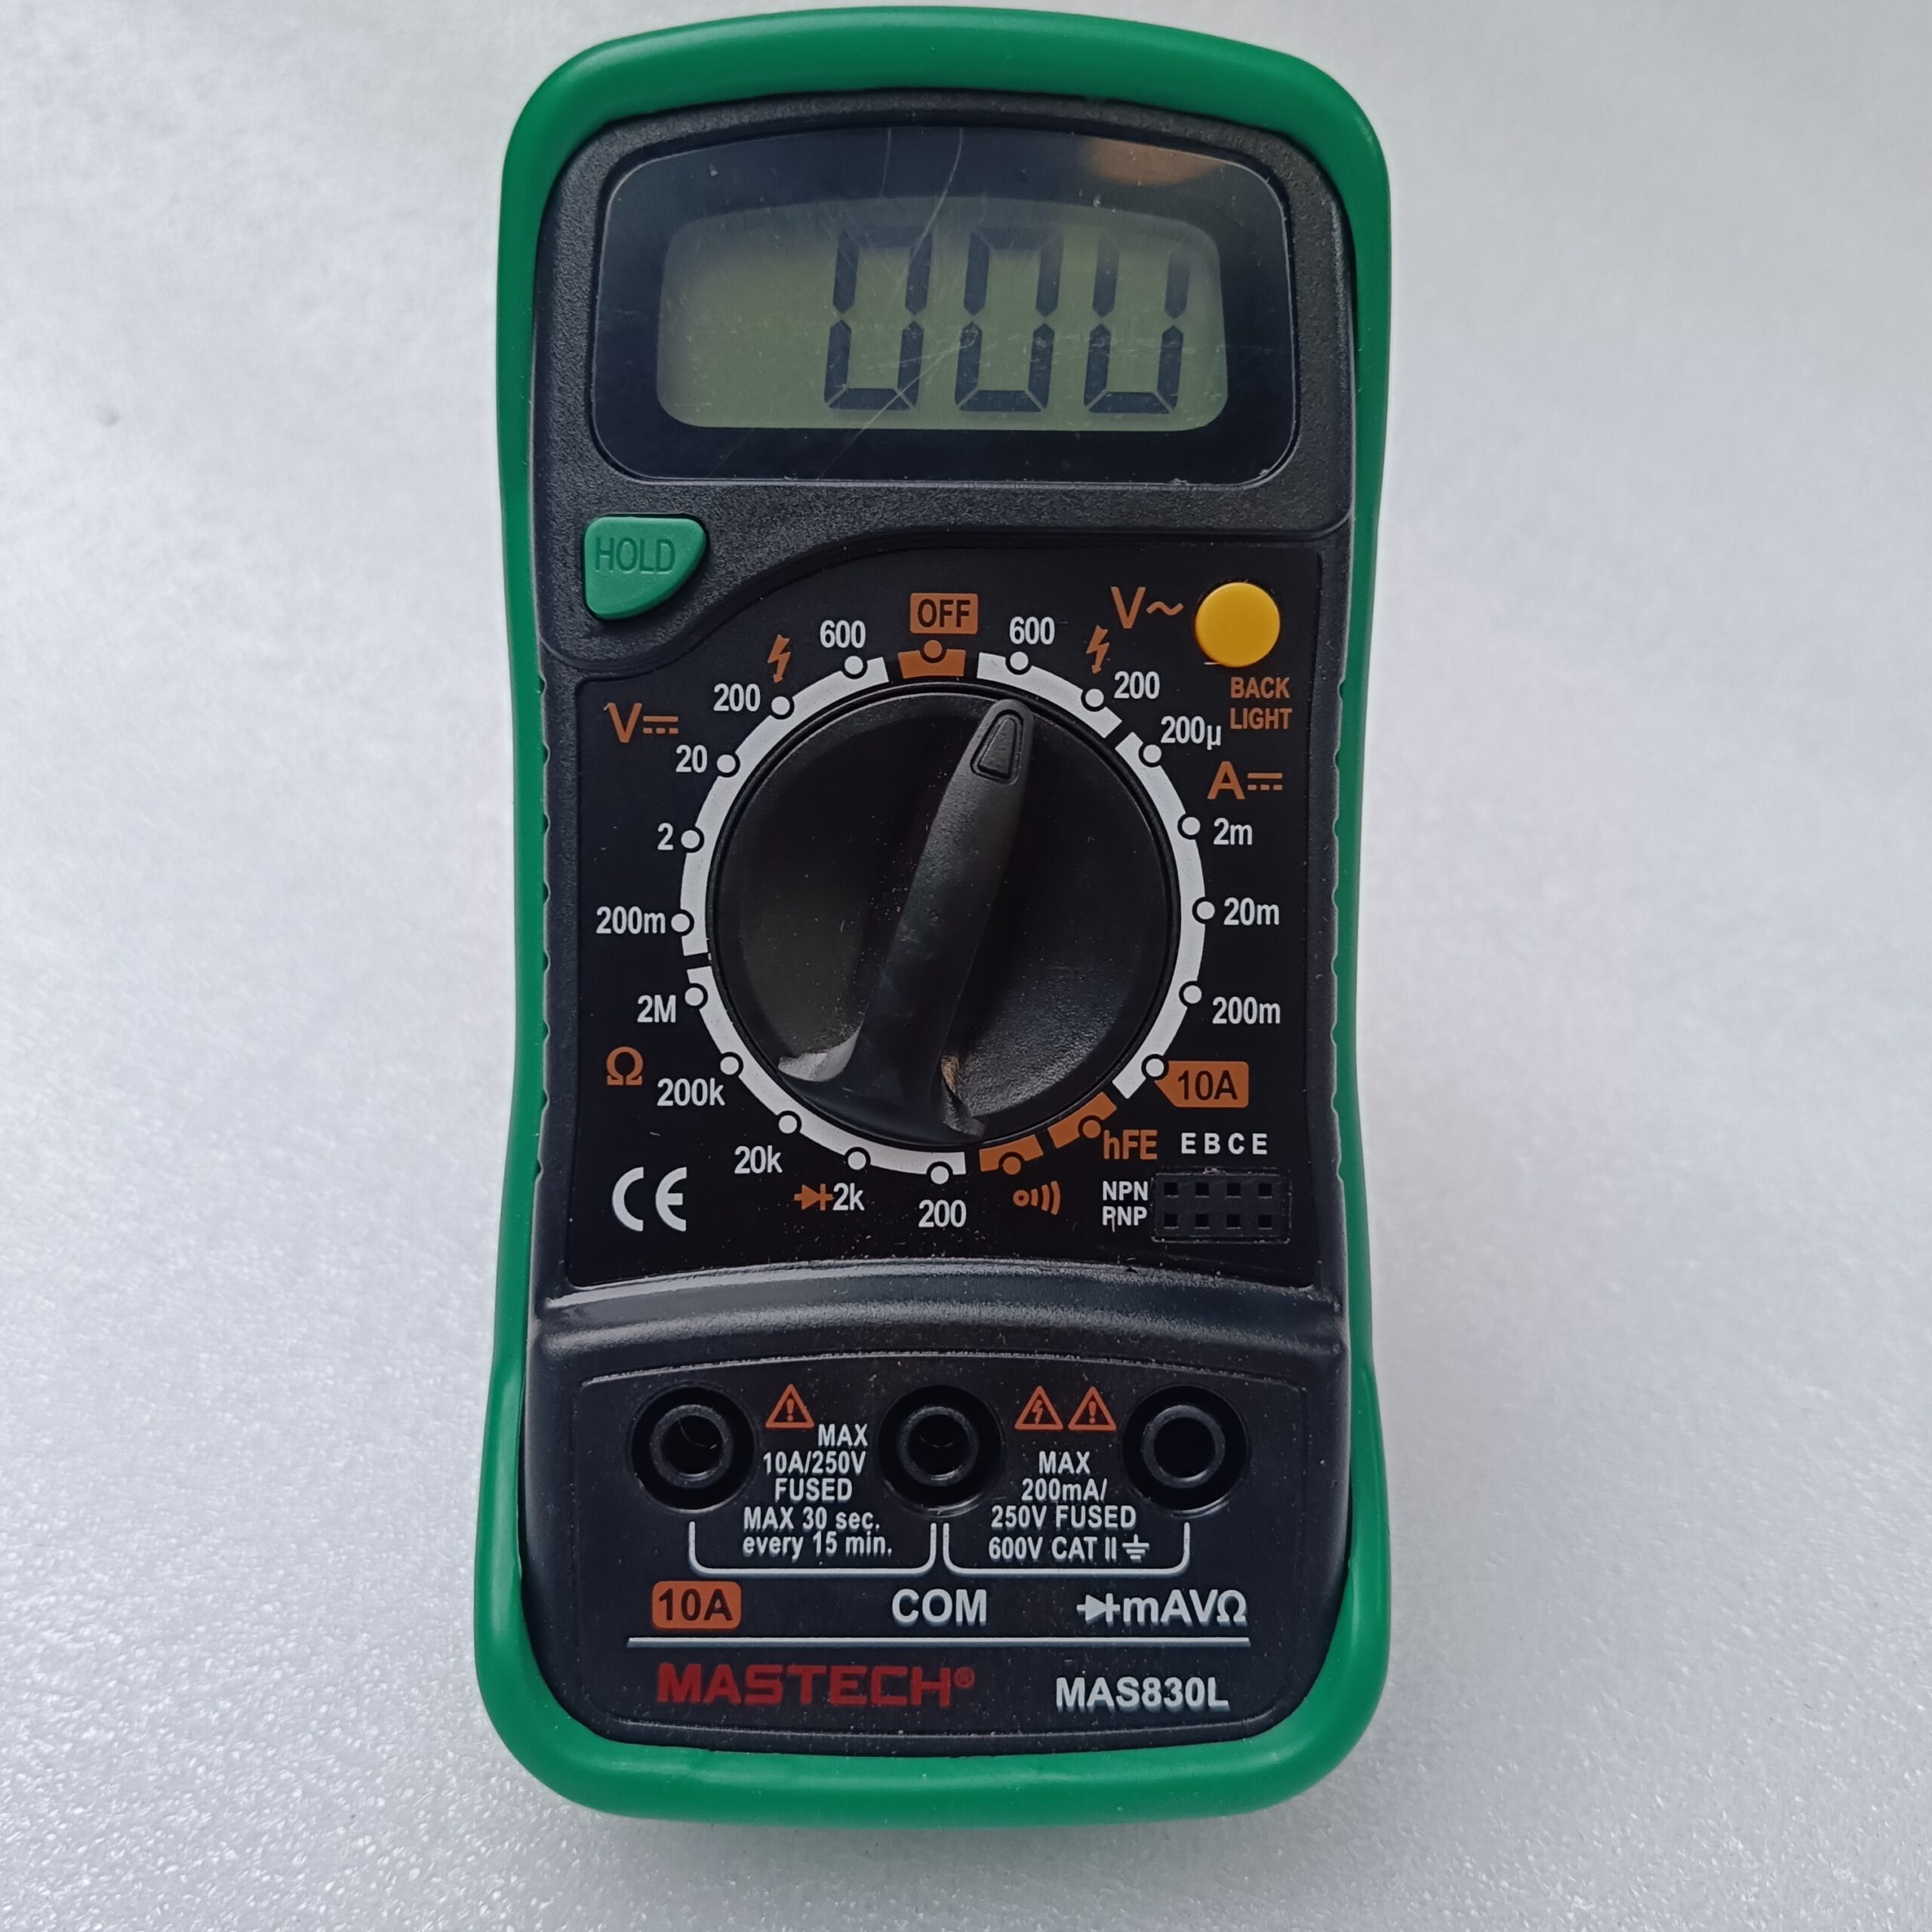 000
HOLD
OFF
600
600
V~
200
200
BACK
LIGHT
V⎓
200µ
20
A⎓
2
2m
200m
20m
2M
200m
Ω
200k
10A
20k
hFE
E B C E
2k
200
NPN
PNP
CE
MAX
10A/250V
FUSED
MAX 30 sec.
every 15 min.
MAX
200mA/
250V FUSED
600V CAT II
10A
COM
mAVΩ
MASTECH®
MAS830L